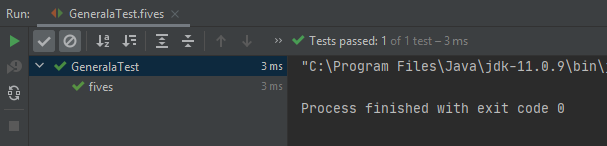 Run: GeneralaTest.fives
Tests passed: 1 of 1 test – 3 ms
GeneralaTest 3 ms
fives 3 ms
"C:\Program Files\Java\jdk-11.0.9\bin\
Process finished with exit code 0